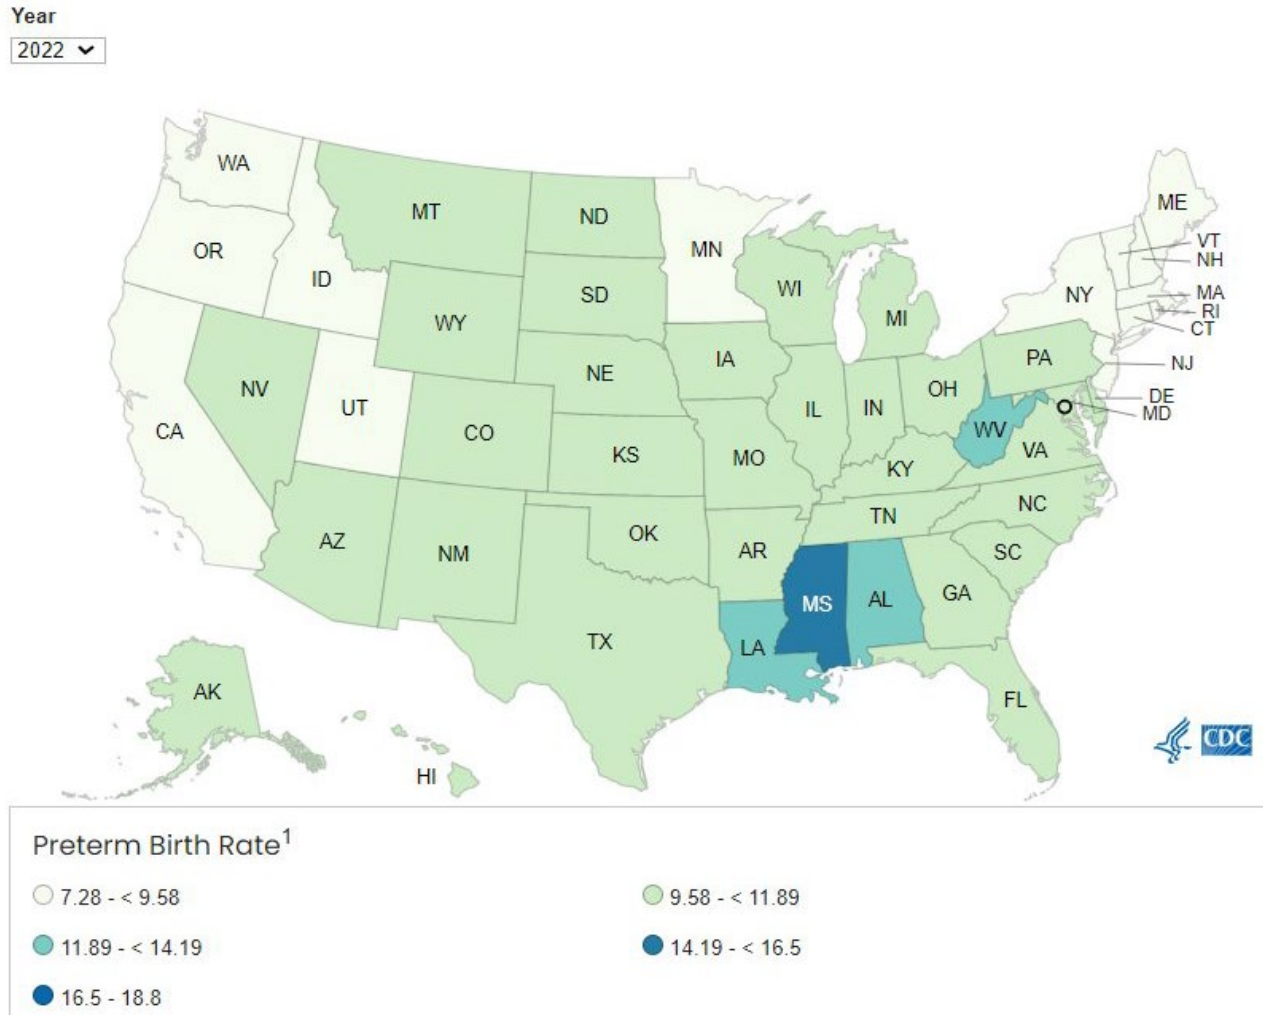 Year
2022
WA
ME
MT
ND
VT
OR
MN
NH
ID
WI
NY
MA
SD
RI
WY
MI
CT
IA
PA
NJ
NE
NV
OH
DE
UT
IL
IN
MD
CA
CO
WV
KS
MO
VA
KY
NC
TN
AZ
OK
NM
AR
SC
MS
AL
GA
TX
LA
AK
FL
CDC
HI
Preterm Birth Rate1
7.28 - < 9.58
9.58 - < 11.89
11.89 - < 14.19
14.19 - < 16.5
16.5 - 18.8